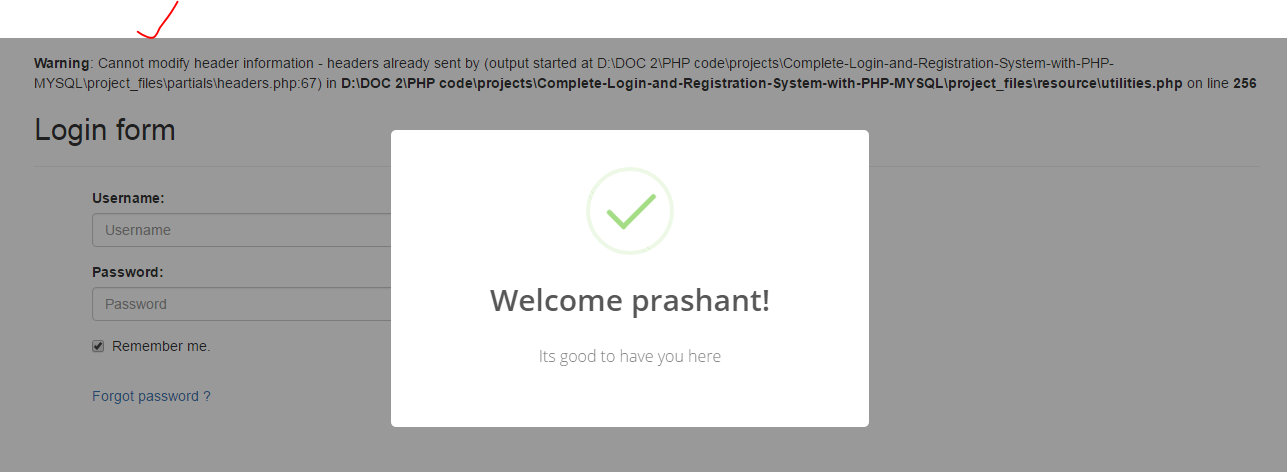 Warning: Cannot modify header information - headers already sent by (output started at D:\DOC 2\PHP code\projects\Complete-Login-and-Registration-System-with-PHP-
MYSQL\project_files\partials\headers.php:67) in D:\DOC 2\PHP code\projects\Complete-Login-and-Registration-System-with-PHP-MYSQL\project_files\resource\utilities.php on line 256
Login form
Username:
Username
Password:
Password
Remember me.
Forgot password ?
Welcome prashant!
Its good to have you here